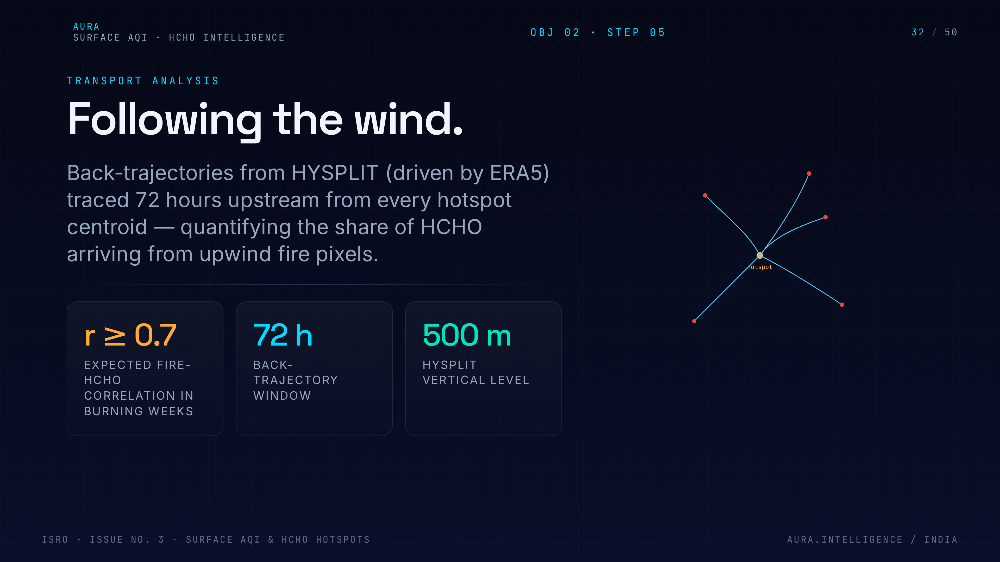 AURA
SURFACE AQI · HCHO INTELLIGENCE
OBJ 02 · STEP 05
32 / 50
TRANSPORT ANALYSIS
Following the wind.
Back-trajectories from HYSPLIT (driven by ERA5)
traced 72 hours upstream from every hotspot
centroid — quantifying the share of HCHO
arriving from upwind fire pixels.
r ≥ 0.7
EXPECTED FIRE-
HCHO
CORRELATION IN
BURNING WEEKS
72 h
BACK-
TRAJECTORY
WINDOW
500 m
HYSPLIT
VERTICAL LEVEL
hotspot
ISRO · ISSUE NO. 3 · SURFACE AQI & HCHO HOTSPOTS
AURA.INTELLIGENCE / INDIA